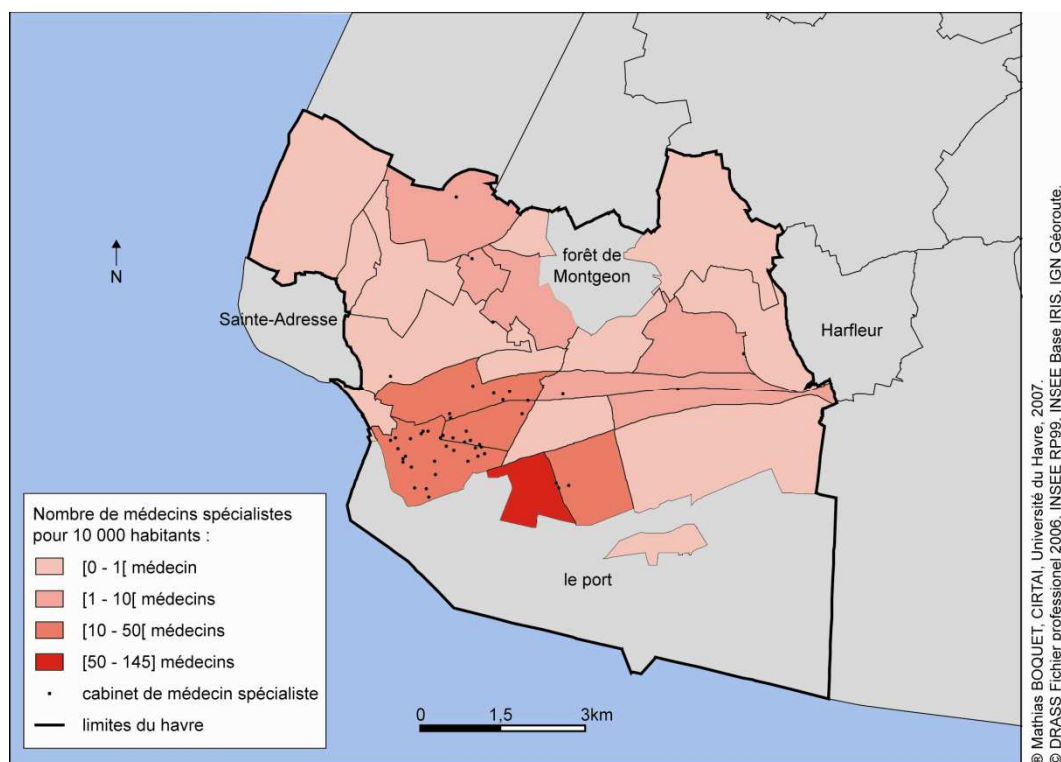 forêt de
Montgeon
N
Sainte-Adresse
Harfleur
le port
Nombre de médecins spécialistes
pour 10 000 habitants :
[0 - 1[ médecin
[1 - 10[ médecins
[10 - 50[ médecins
[50 - 145] médecins
cabinet de médecin spécialiste
limites du havre
0 1,5 3km
® Mathias BOQUET, CIRTAI, Université du Havre, 2007.
© DRASS Fichier professionel 2006, INSEE RP99, INSEE Base IRIS, IGN Géoroute.